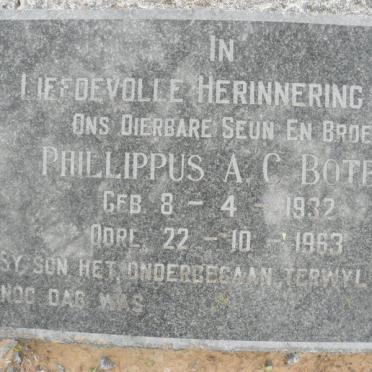 IN
LIEFDEVOLLE HERINNERING
ONS DIERBARE SEUN EN BROE
PHILLIPPUS A. C. BOTE
GEB. 8 - 4 - 1932
OORL. 22 - 10 - 1963
SY SON HET ONDERGEGAAN TERWYL
NOG DAG WAS